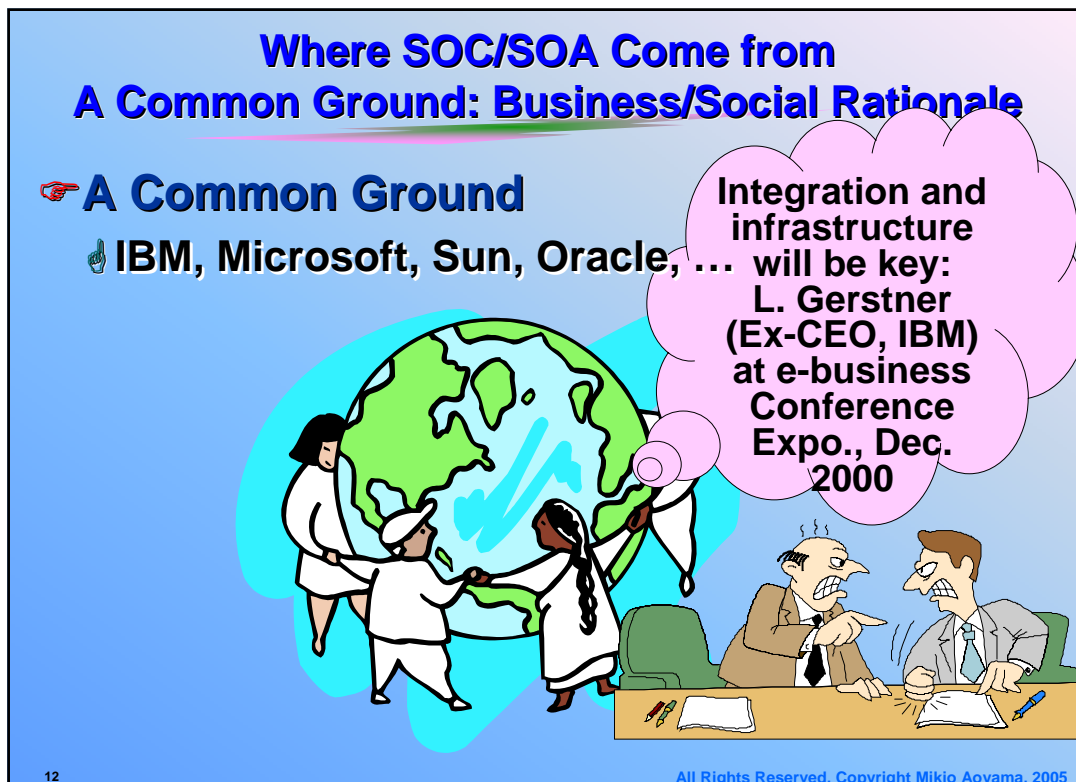 Where SOC/SOA Come from
A Common Ground: Business/Social Rationale
A Common Ground
IBM, Microsoft, Sun, Oracle, …
Integration and
infrastructure
will be key:
L. Gerstner
(Ex-CEO, IBM)
at e-business
Conference
Expo., Dec.
2000
12
All Rights Reserved, Copyright Mikio Aoyama, 2005